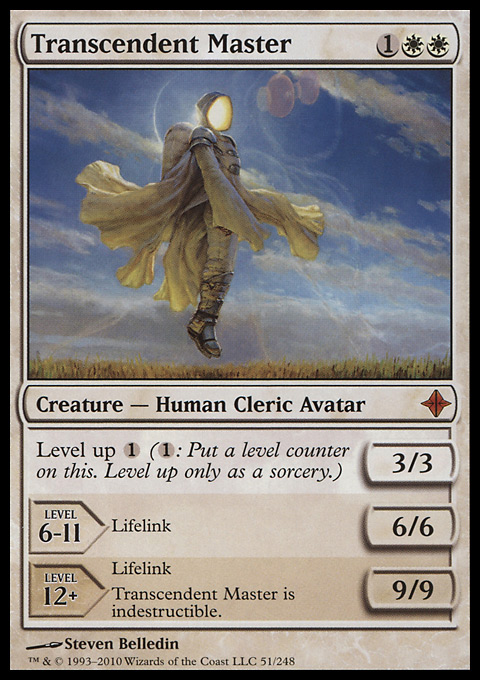 Transcendent Master 1
Creature — Human Cleric Avatar
Level up 1 (1: Put a level counter
on this. Level up only as a sorcery.)
3/3
LEVEL
6-11
Lifelink
6/6
LEVEL
12+
Lifelink
Transcendent Master is
indestructible.
9/9
Steven Belledin
™ & © 1993–2010 Wizards of the Coast LLC 51/248